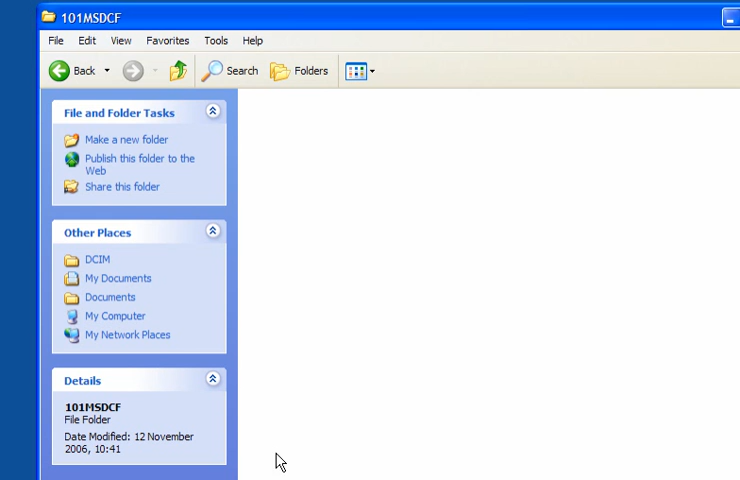 101MSDCF
File Edit View Favorites Tools Help
Back Search Folders
File and Folder Tasks
Make a new folder
Publish this folder to the
Web
Share this folder
Other Places
DCIM
My Documents
Documents
My Computer
My Network Places
Details
101MSDCF
File Folder
Date Modified: 12 November
2006, 10:41